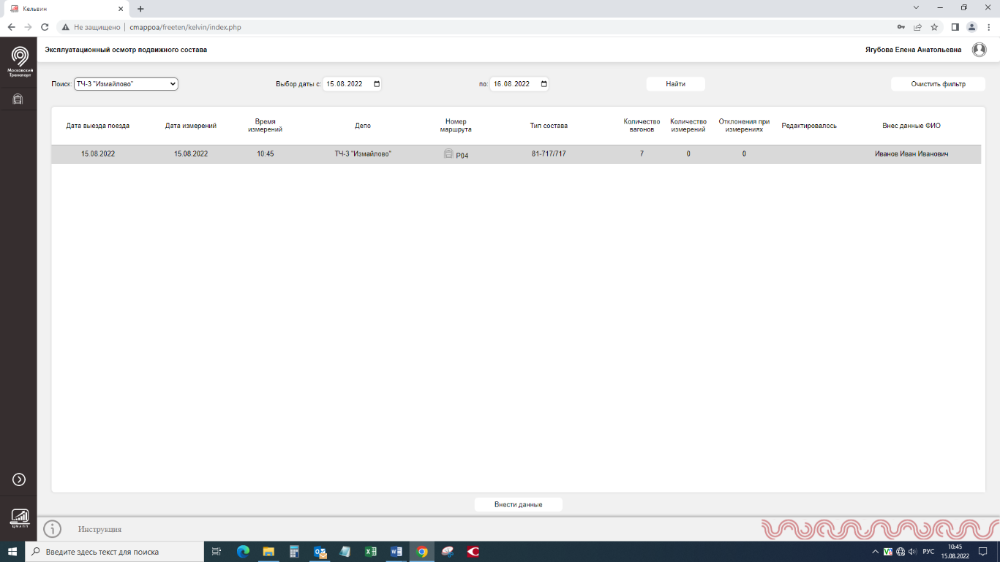 Кельвин
Не защищено
cmappoa/freeten/kelvin/index.php
Московский
Транспорт
Эксплуатационный осмотр подвижного состава
Ягубова Елена Анатольевна
Поиск: ТЧ-3 "Измайлово"
Выбор даты с: 15.08.2022
по: 16.08.2022
Найти
Очистить фильтр
Дата выезда поезда
Дата измерений
Время
измерений
Депо
Номер
маршрута
Тип состава
Количество
вагонов
Количество
измерений
Отклонения при
измерениях
Редактировалось
Внес данные ФИО
15.08.2022 15.08.2022 10:45 ТЧ-3 "Измайлово" Р04 81-717/717 7 0 0 Иванов Иван Иванович
Внести данные
ЦМАПП
Инструкция
Введите здесь текст для поиска
РУС
10:45
15.08.2022